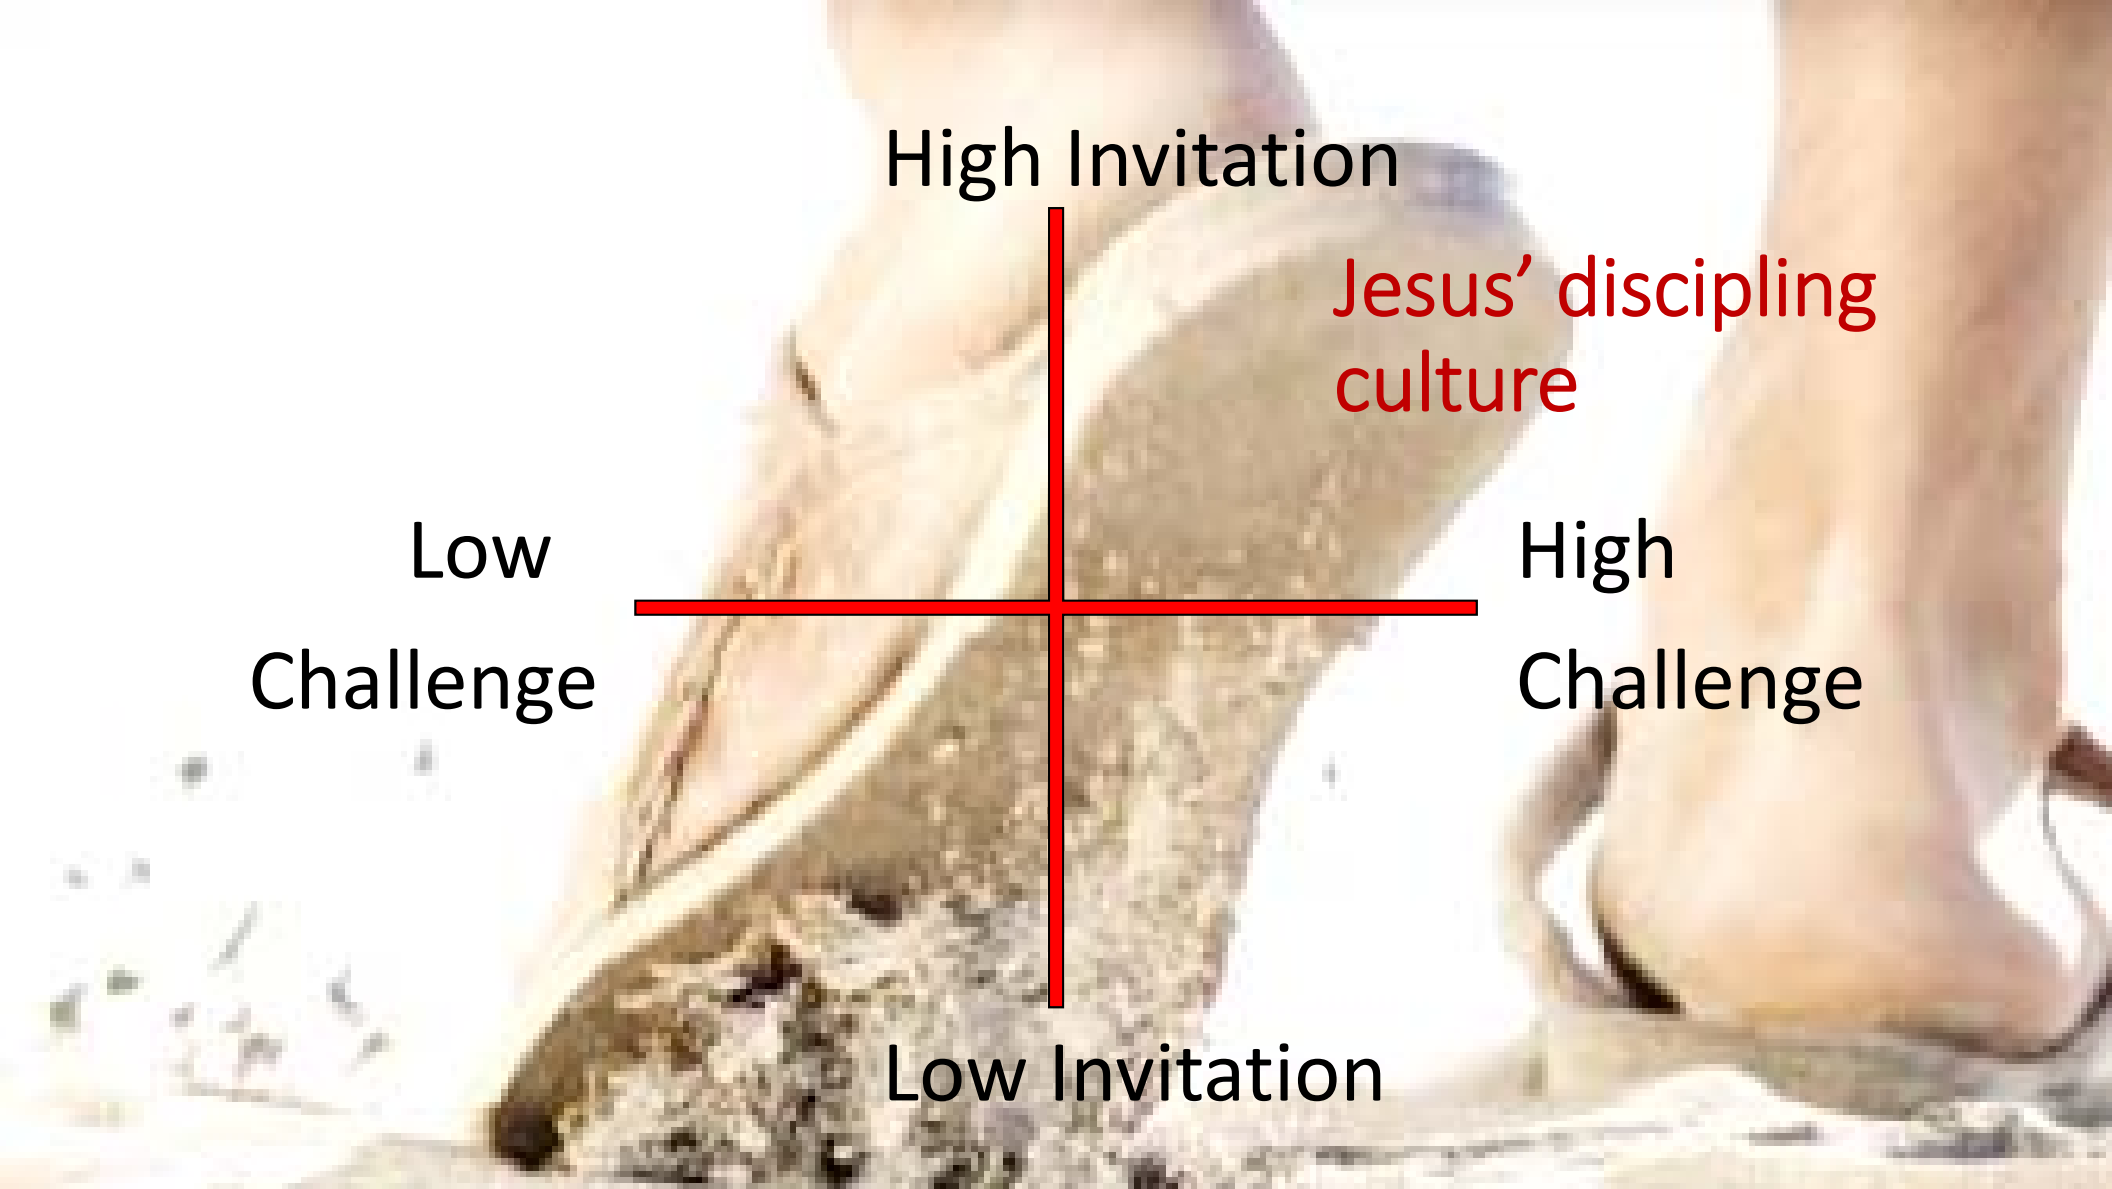 High Invitation
Jesus’ discipling
culture
Low
Challenge
High
Challenge
Low Invitation